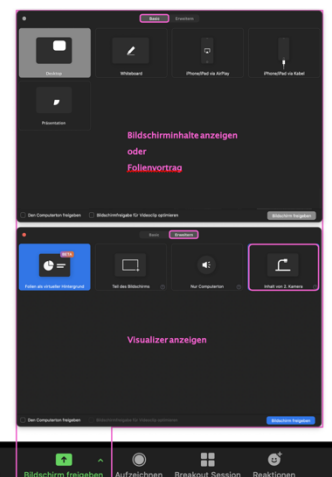 Basic Erweitern
Desktop Whiteboard iPhone/iPad via AirPlay iPhone/iPad via Kabel
Präsentation
Bildschirminhalte anzeigen
oder
Folienvortrag
Den Computerton freigeben Bildschirmfreigabe für Videoclip optimieren Bildschirm freigeben
Basic Erweitern
BETA
Folien als virtueller Hintergrund Teil des Bildschirms Nur Computerton Inhalt von 2. Kamera
Visualizer anzeigen
Den Computerton freigeben Bildschirmfreigabe für Videoclip optimieren Bildschirm freigeben
Bildschirm freigeben Aufzeichnen Breakout Session Reaktionen